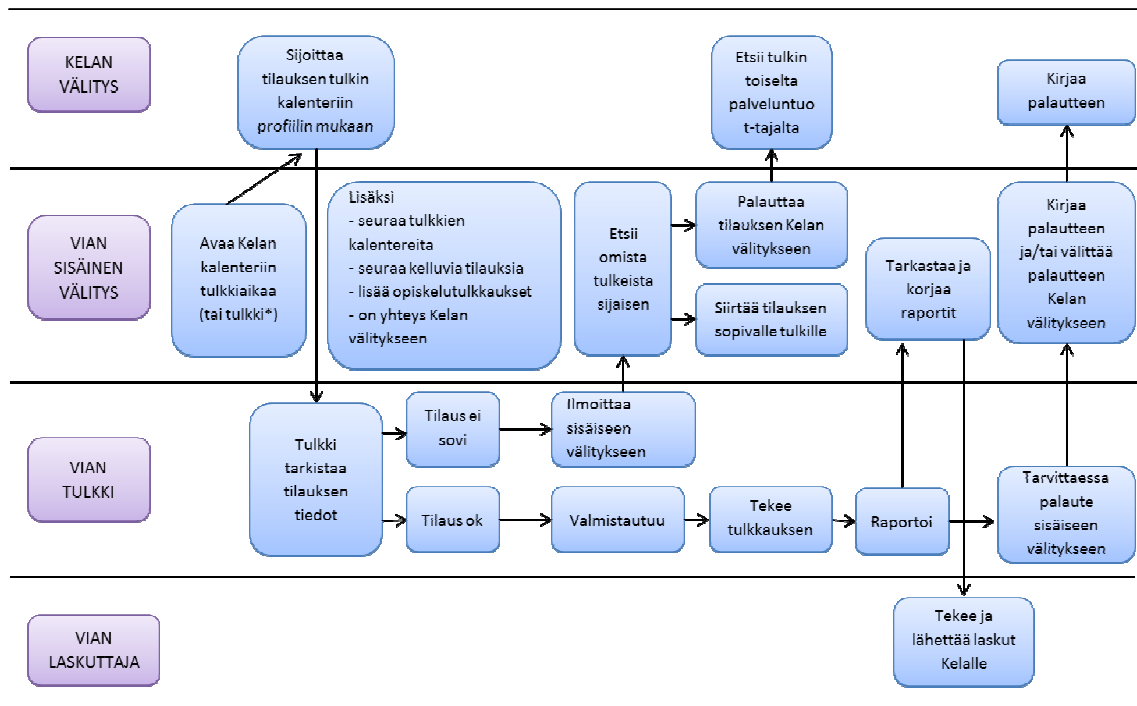 KELAN
VÄLITYS
Sijoittaa
tilauksen tulkin
kalenteriin
profiilin mukaan
Etsii tulkin
toiselta
palveluntuo
t-tajalta
Kirjaa
palautteen
VIAN
SISÄINEN
VÄLITYS
Avaa Kelan
kalenteriin
tulkkiaikaa
(tai tulkki*)
Lisäksi
- seuraa tulkkien
kalentereita
- seuraa kelluvia tilauksia
- lisää opiskelutulkkaukset
- on yhteys Kelan
välitykseen
Etsii
omista
tulkeista
sijaisen
Palauttaa
tilauksen Kelan
välitykseen
Siirtää tilauksen
sopivalle tulkille
Tarkastaa ja
korjaa
raportit
Kirjaa
palautteen
ja/tai välittää
palautteen
Kelan
välitykseen
VIAN
TULKKI
Tulkki
tarkistaa
tilauksen
tiedot
Tilaus ei
sovi
Ilmoittaa
sisäiseen
välitykseen
Tilaus ok
Valmistautuu
Tekee
tulkkauksen
Raportoi
Tarvittaessa
palaute
sisäiseen
välitykseen
VIAN
LASKUTTAJA
Tekee ja
lähettää laskut
Kelalle